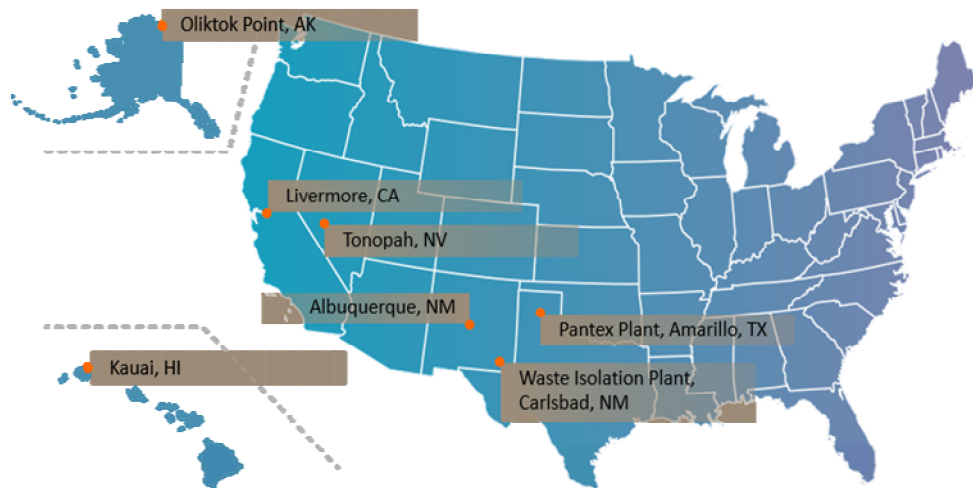 Oliktok Point, AK
Livermore, CA
Tonopah, NV
Albuquerque, NM
Pantex Plant, Amarillo, TX
Kauai, HI
Waste Isolation Plant,
Carlsbad, NM